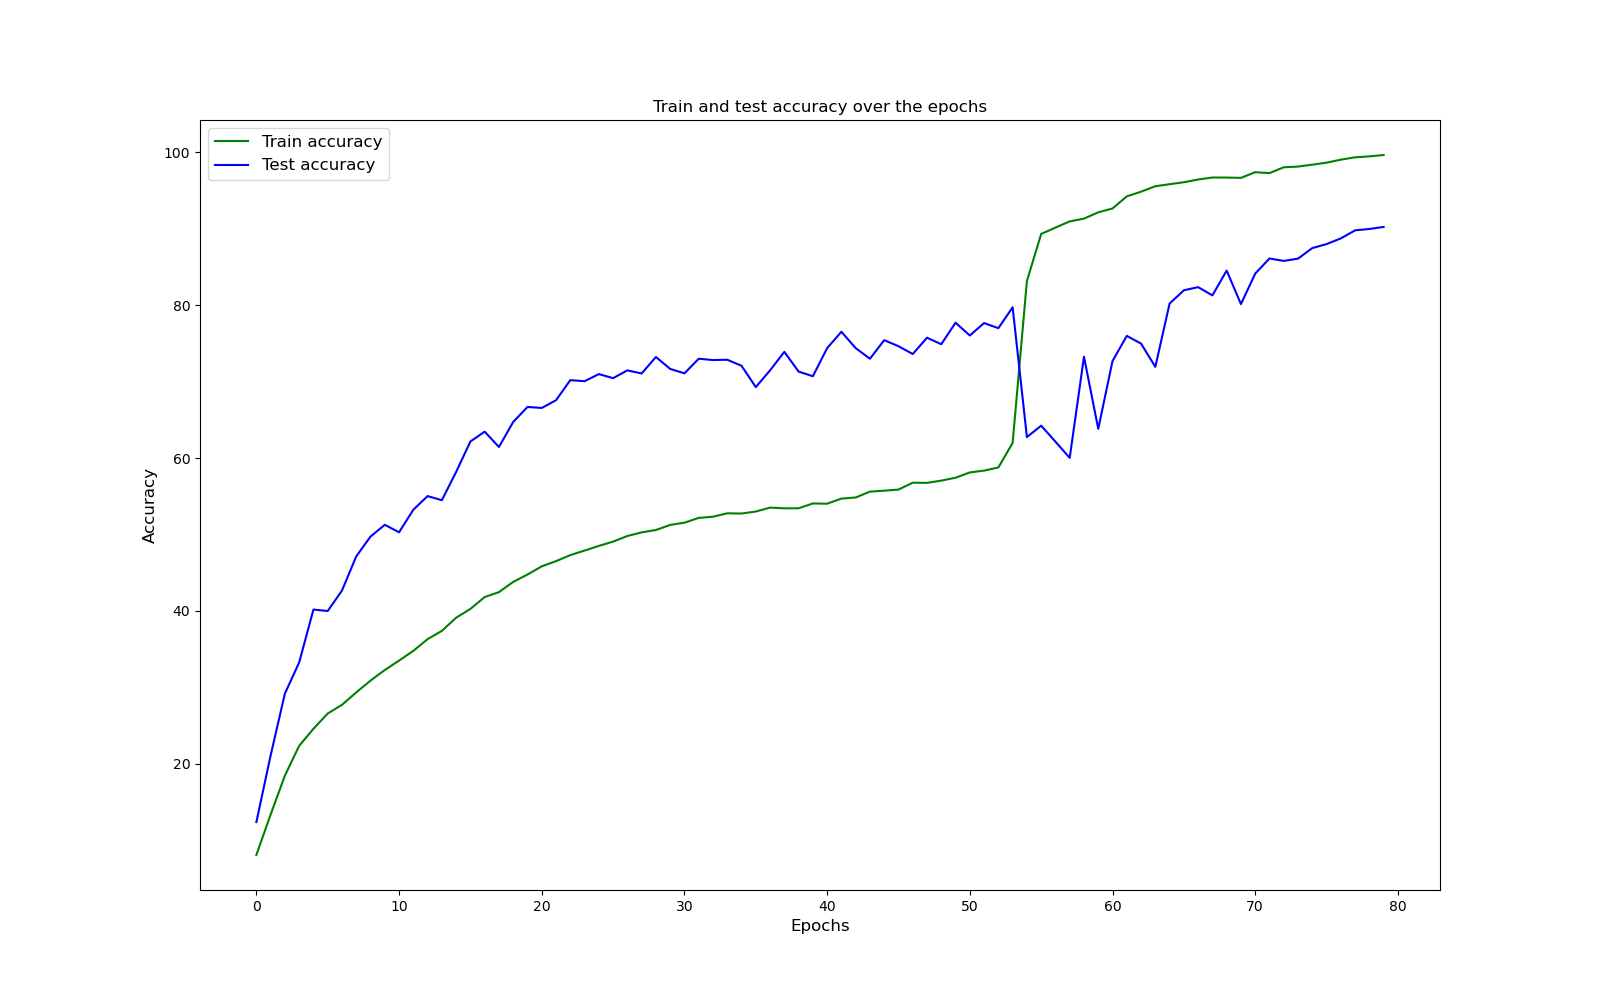 Train and test accuracy over the epochs
Train accuracy
Test accuracy
100
80
60
40
20
Accuracy
0 10 20 30 40 50 60 70 80
Epochs